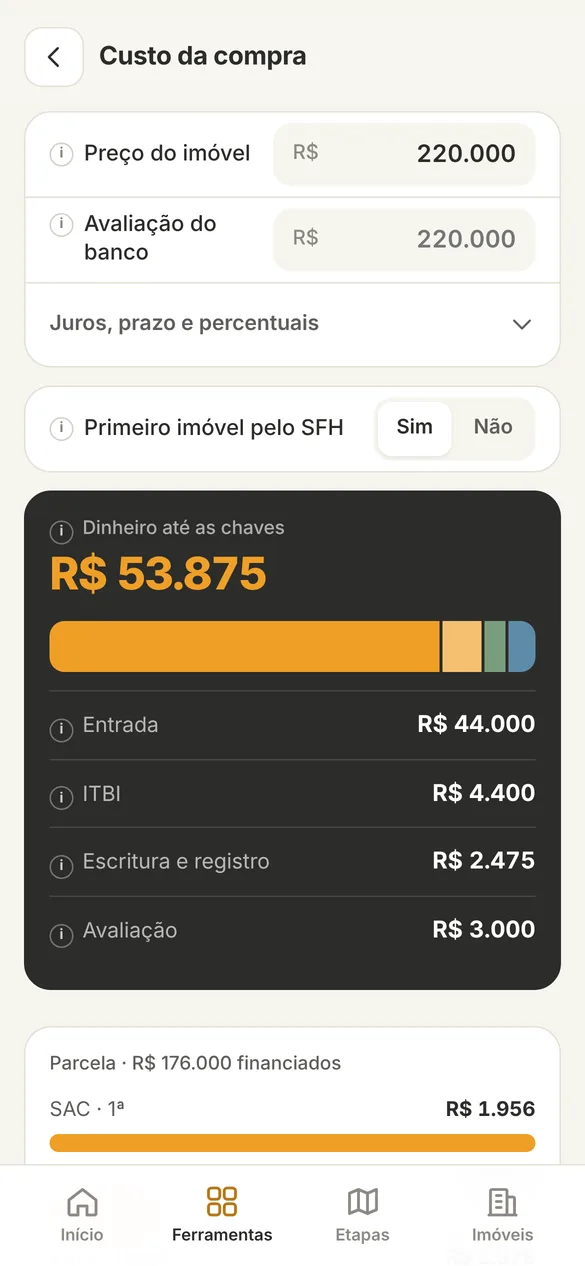 Custo da compra
Preço do imóvel R$ 220.000
Avaliação do
banco
R$ 220.000
Juros, prazo e percentuais
Primeiro imóvel pelo SFH Sim Não
Dinheiro até as chaves
R$ 53.875
Entrada R$ 44.000
ITBI R$ 4.400
Escritura e registro R$ 2.475
Avaliação R$ 3.000
Parcela · R$ 176.000 financiados
SAC · 1ª R$ 1.956
Início Ferramentas Etapas Imóveis